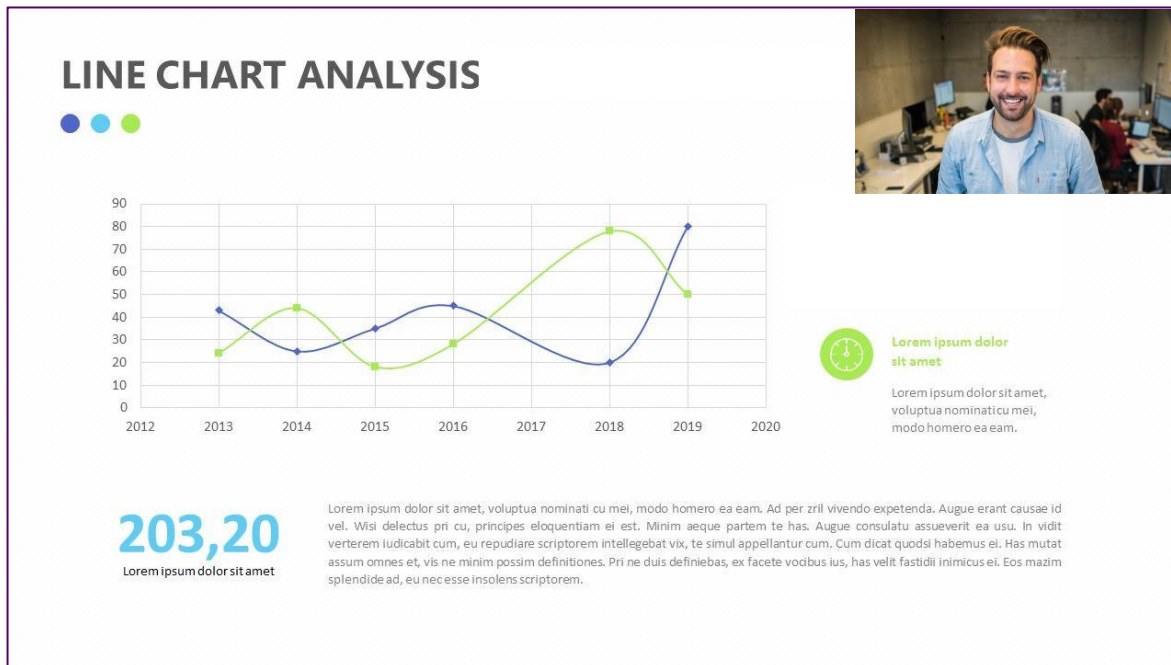 LINE CHART ANALYSIS
90
80
70
60
50
40
30
20
10
0
2012 2013 2014 2015 2016 2017 2018 2019 2020
Lorem ipsum dolor
sit amet
Lorem ipsum dolor sit amet,
voluptua nominati cu mei,
modo homero ea eam.
203,20
Lorem ipsum dolor sit amet
Lorem ipsum dolor sit amet, voluptua nominati cu mei, modo homero ea eam. Ad per zril vivendo expetenda. Augue erant causae id
vel. Wisi delectus pri cu, principes eloquentiam ei est. Minim aeque partem te has. Augue consulatu assueverit ea usu. In vidit
verterem iudicabit cum, eu repudiare scriptorem intellegebat vix, te simul appellantur cum. Cum dicat quodsi habemus ei. Has mutat
assum omnes et, vis ne minim possim definitiones. Pri ne duis definiebas, ex facete vocibus ius, has velit fastidii inimicus ei. Eos mazim
splendide ad, eu nec esse insolens scriptorem.